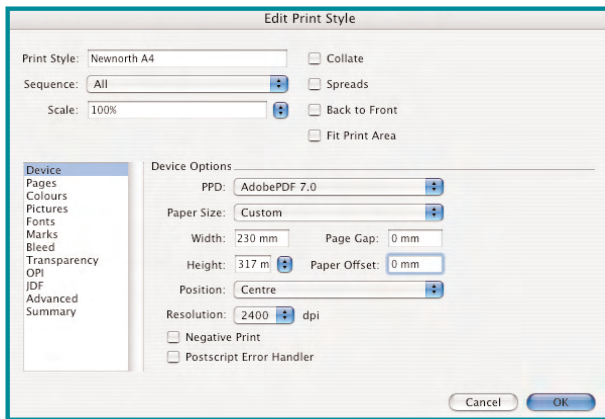 Edit Print Style
Print Style: Newnorth A4
Collate
Sequence: All
Spreads
Scale: 100%
Back to Front
Fit Print Area
Device
Pages
Colours
Pictures
Fonts
Marks
Bleed
Transparency
OPI
JDF
Advanced
Summary
Device Options
PPD: AdobePDF 7.0
Paper Size: Custom
Width: 230 mm Page Gap: 0 mm
Height: 317 m Paper Offset: 0 mm
Position: Centre
Resolution: 2400 dpi
Negative Print
Postscript Error Handler
Cancel OK